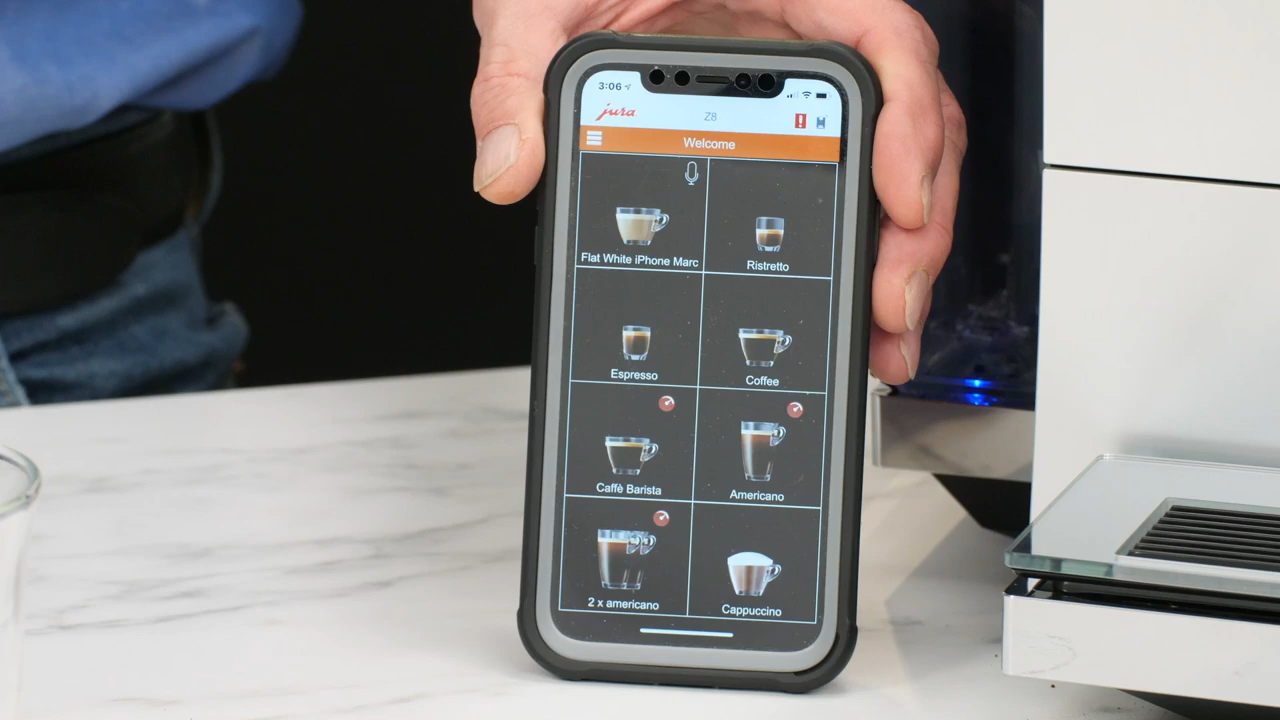 3:06
jura
Z8
Welcome
Flat White iPhone Marc
Ristretto
Espresso
Coffee
Caffè Barista
Americano
2 x americano
Cappuccino